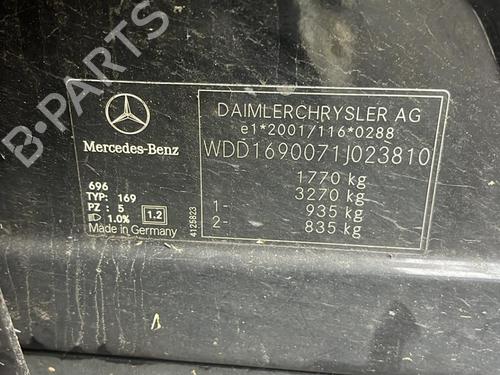 B-PARTS
DAIMLERCHRYSLER AG
e1*2001/116*0288
WDD1690071J023810
1770 kg
3270 kg
1- 935 kg
2- 835 kg
Mercedes-Benz
696
TYP: 169
PZ : 5
1.0% 1.2
Made in Germany
4125823